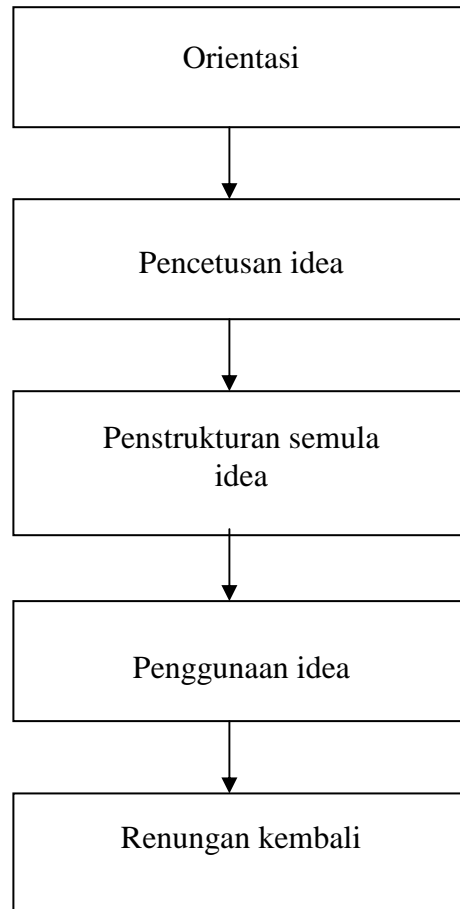 Orientasi
Pencetusan idea
Penstrukturan semula
idea
Penggunaan idea
Renungan kembali